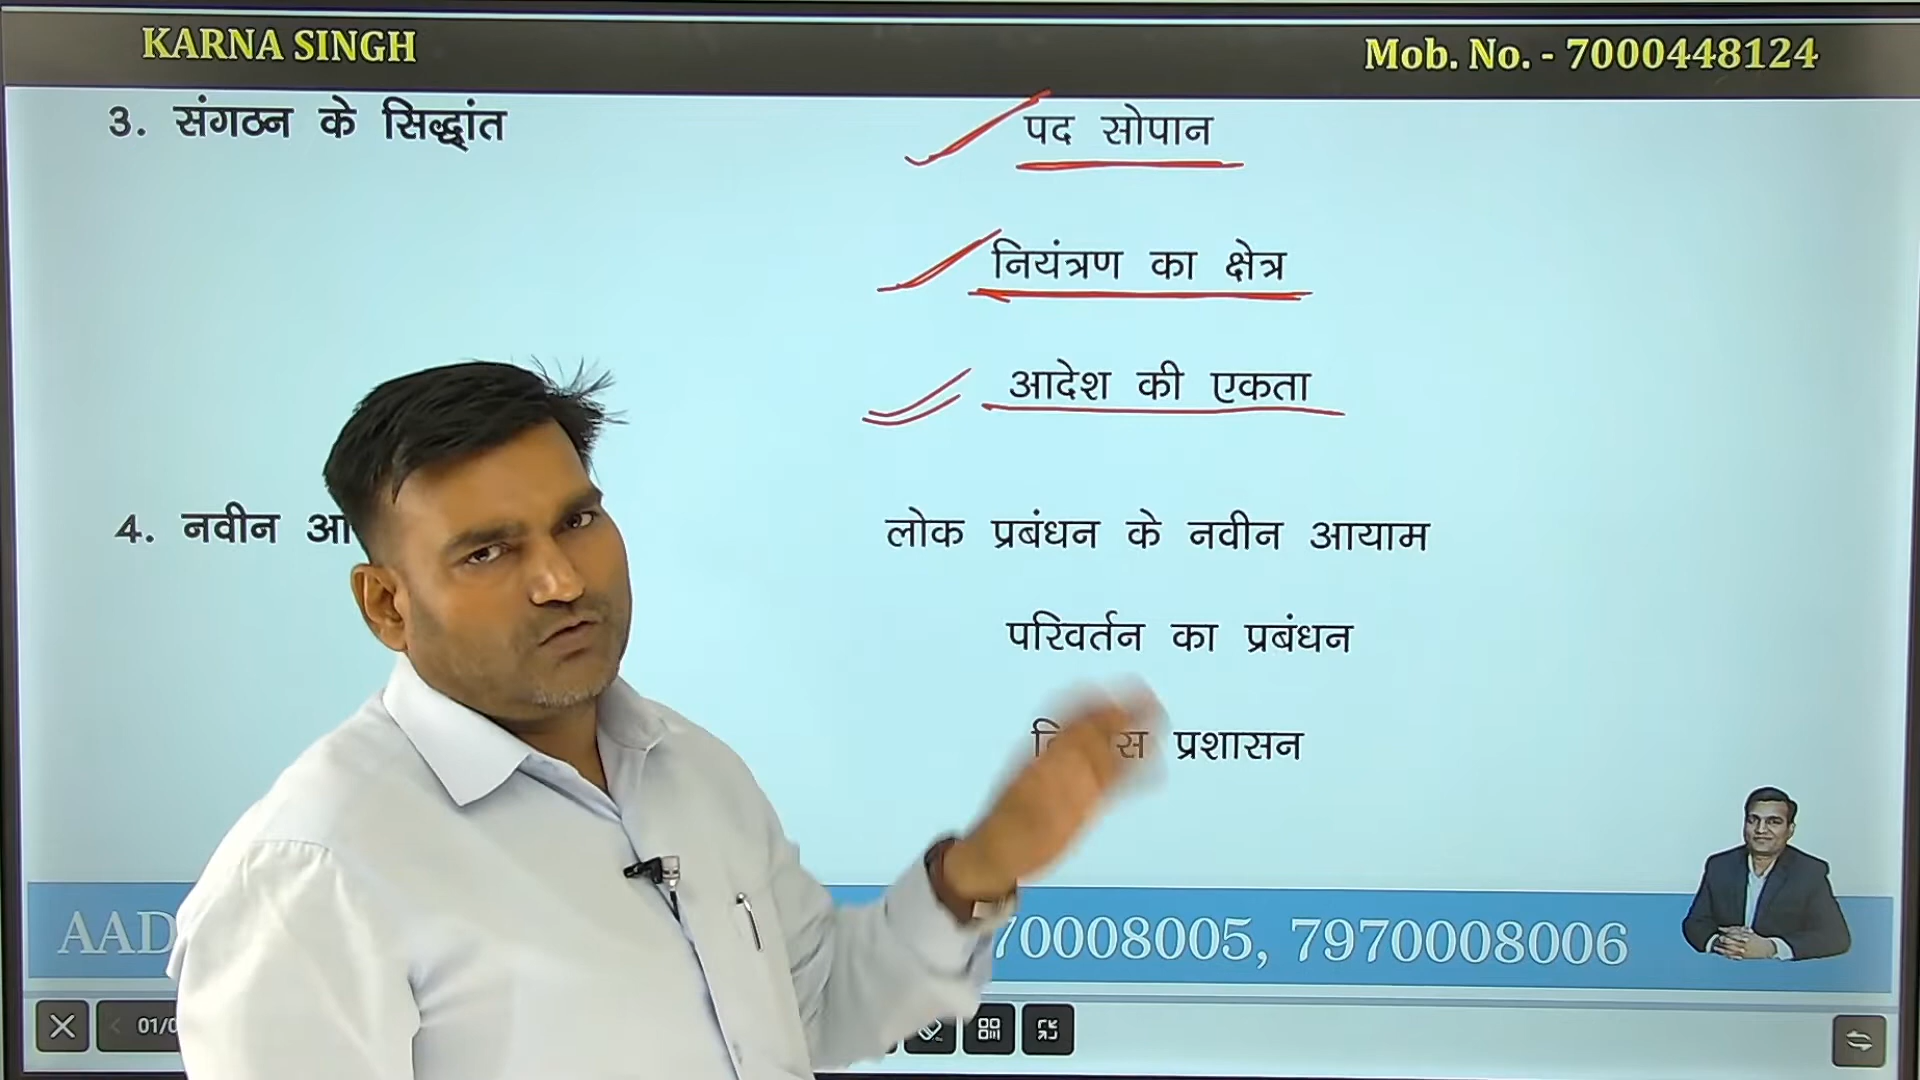 KARNA SINGH
Mob. No. - 7000448124
3. संगठन के सिद्धांत
पद सोपान
नियंत्रण का क्षेत्र
आदेश की एकता
4. नवीन
लोक प्रबंधन के नवीन आयाम
परिवर्तन का प्रबंधन
प्रशासन
70008005, 7970008006